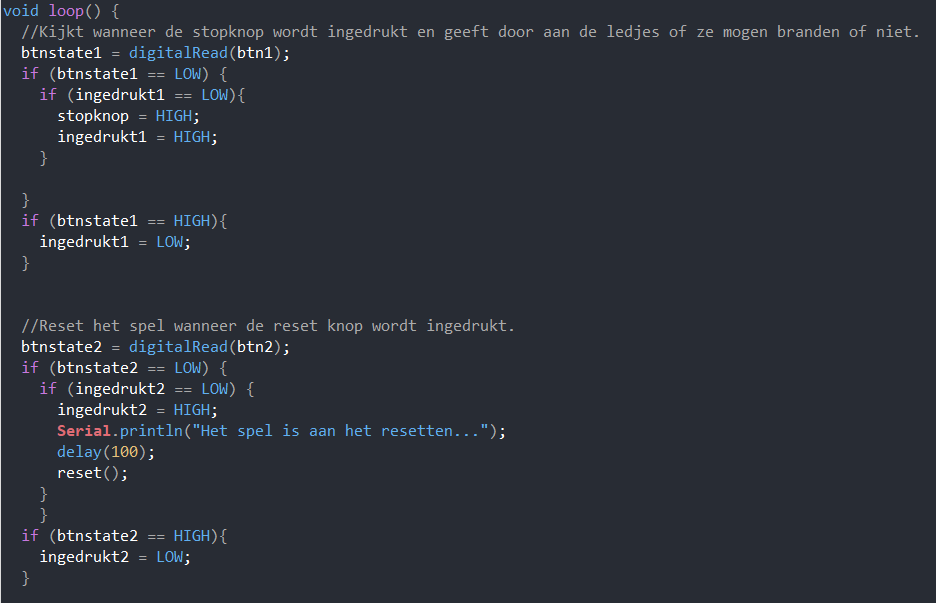 void loop() {
  //Kijkt wanneer de stopknop wordt ingedrukt en geeft door aan de ledjes of ze mogen branden of niet.
  btnstate1 = digitalRead(btn1);
  if (btnstate1 == LOW) {
    if (ingedrukt1 == LOW){
      stopknop = HIGH;
      ingedrukt1 = HIGH;
    }
  }
  if (btnstate1 == HIGH){
    ingedrukt1 = LOW;
  }
  //Reset het spel wanneer de reset knop wordt ingedrukt.
  btnstate2 = digitalRead(btn2);
  if (btnstate2 == LOW) {
    if (ingedrukt2 == LOW) {
      ingedrukt2 = HIGH;
      Serial.println("Het spel is aan het resetten...");
      delay(100);
      reset();
    }
    }
  if (btnstate2 == HIGH){
    ingedrukt2 = LOW;
  }